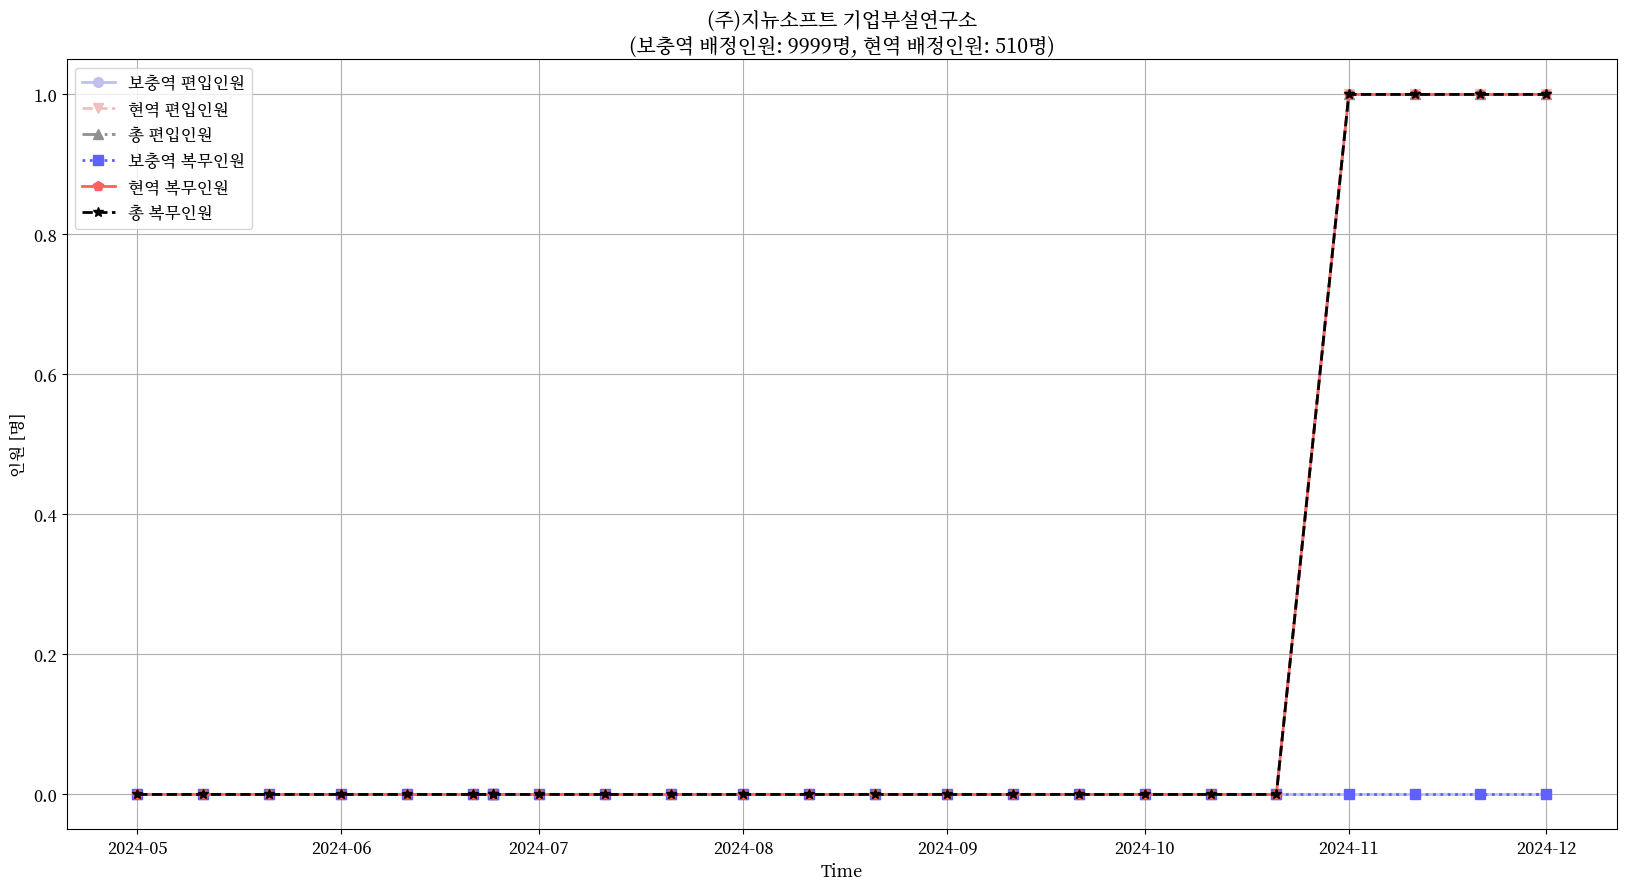 (주)지뉴소프트 기업부설연구소
(보충역 배정인원: 9999명, 현역 배정인원: 510명)
보충역 편입인원
현역 편입인원
총 편입인원
보충역 복무인원
현역 복무인원
총 복무인원
1.0
0.8
0.6
0.4
0.2
0.0
인원 [명]
2024-05 2024-06 2024-07 2024-08 2024-09 2024-10 2024-11 2024-12
Time